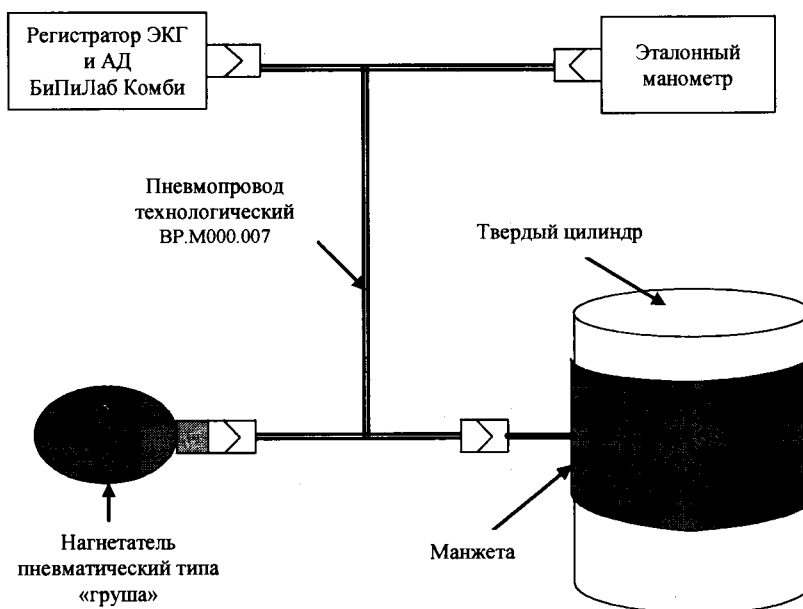 Регистратор ЭКГ
и АД
БиПиЛаб Комби
Эталонный
манометр
Пневмопровод
технологический
ВР.М000.007
Твердый цилиндр
Нагнетатель
пневматический типа
«груша»
Манжета